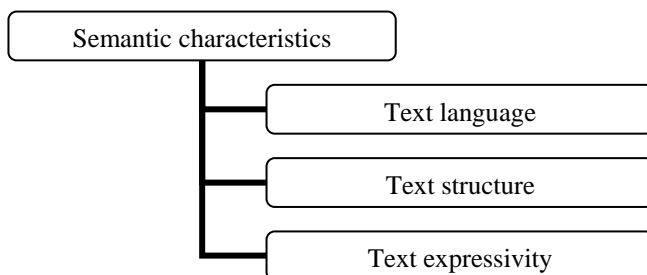 Semantic characteristics
Text language
Text structure
Text expressivity